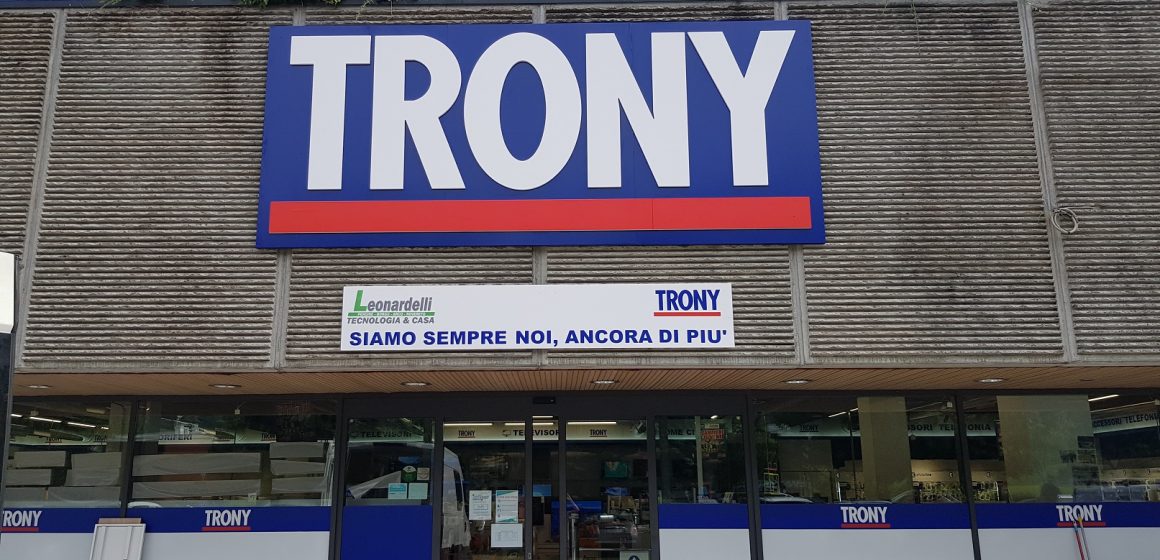 TRONY
Leonardelli
TECNOLOGIA & CASA
TRONY
SIAMO SEMPRE NOI, ANCORA DI PIU'
TELEVISORI
TRONY
TELEVISORI
TRONY
TELEFONIA
TRONY
TRONY
TRONY
TRONY